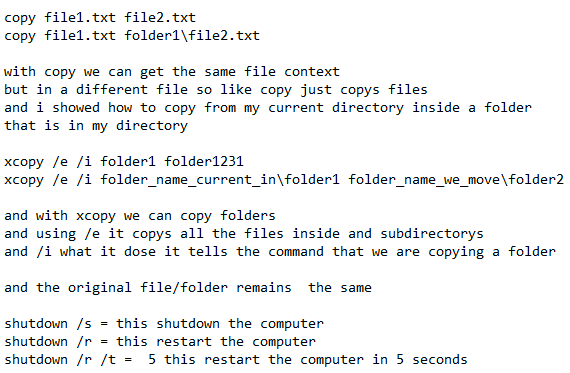 copy file1.txt file2.txt
copy file1.txt folder1\file2.txt
with copy we can get the same file context
but in a different file so like copy just copys files
and i showed how to copy from my current directory inside a folder
that is in my directory
xcopy /e /i folder1 folder1231
xcopy /e /i folder_name_current_in\folder1 folder_name_we_move\folder2
and with xcopy we can copy folders
and using /e it copys all the files inside and subdirectorys
and /i what it dose it tells the command that we are copying a folder
and the original file/folder remains  the same
shutdown /s = this shutdown the computer
shutdown /r = this restart the computer
shutdown /r /t =  5 this restart the computer in 5 seconds